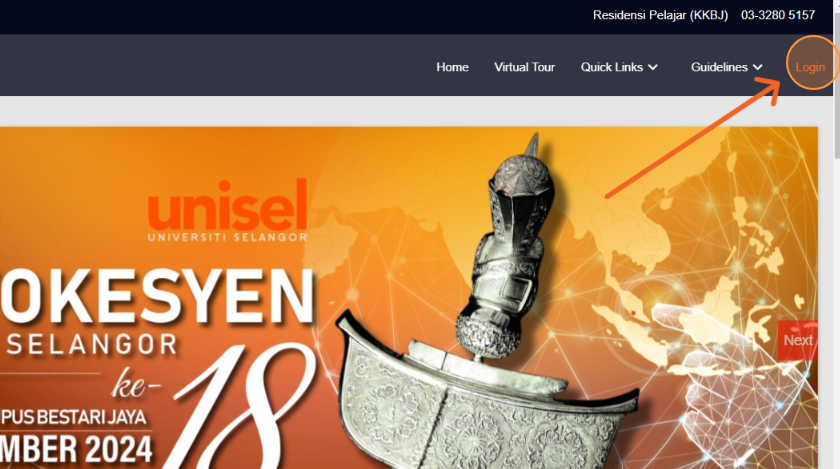 Residensi Pelajar (KKBJ) 03-3280 5157
Home Virtual Tour Quick Links Guidelines Login
unisel
UNIVERSITI SELANGOR
OKESYEN
SELANGOR
ke-18
PUS BESTARI JAYA
MBER 2024
Next